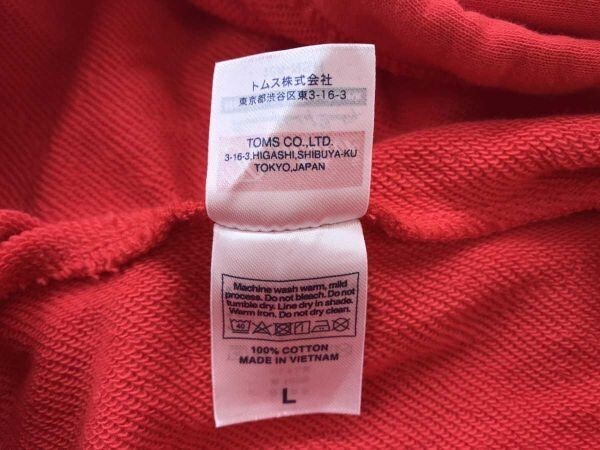 トムス株式会社
東京都渋谷区東3-16-3
TOMS CO.,LTD.
3-16-3,HIGASHI,SHIBUYA-KU
TOKYO,JAPAN
Machine wash warm, mild
process. Do not bleach. Do not
tumble dry. Line dry in shade.
Warm iron. Do not dry clean.
40
100% COTTON
MADE IN VIETNAM
L